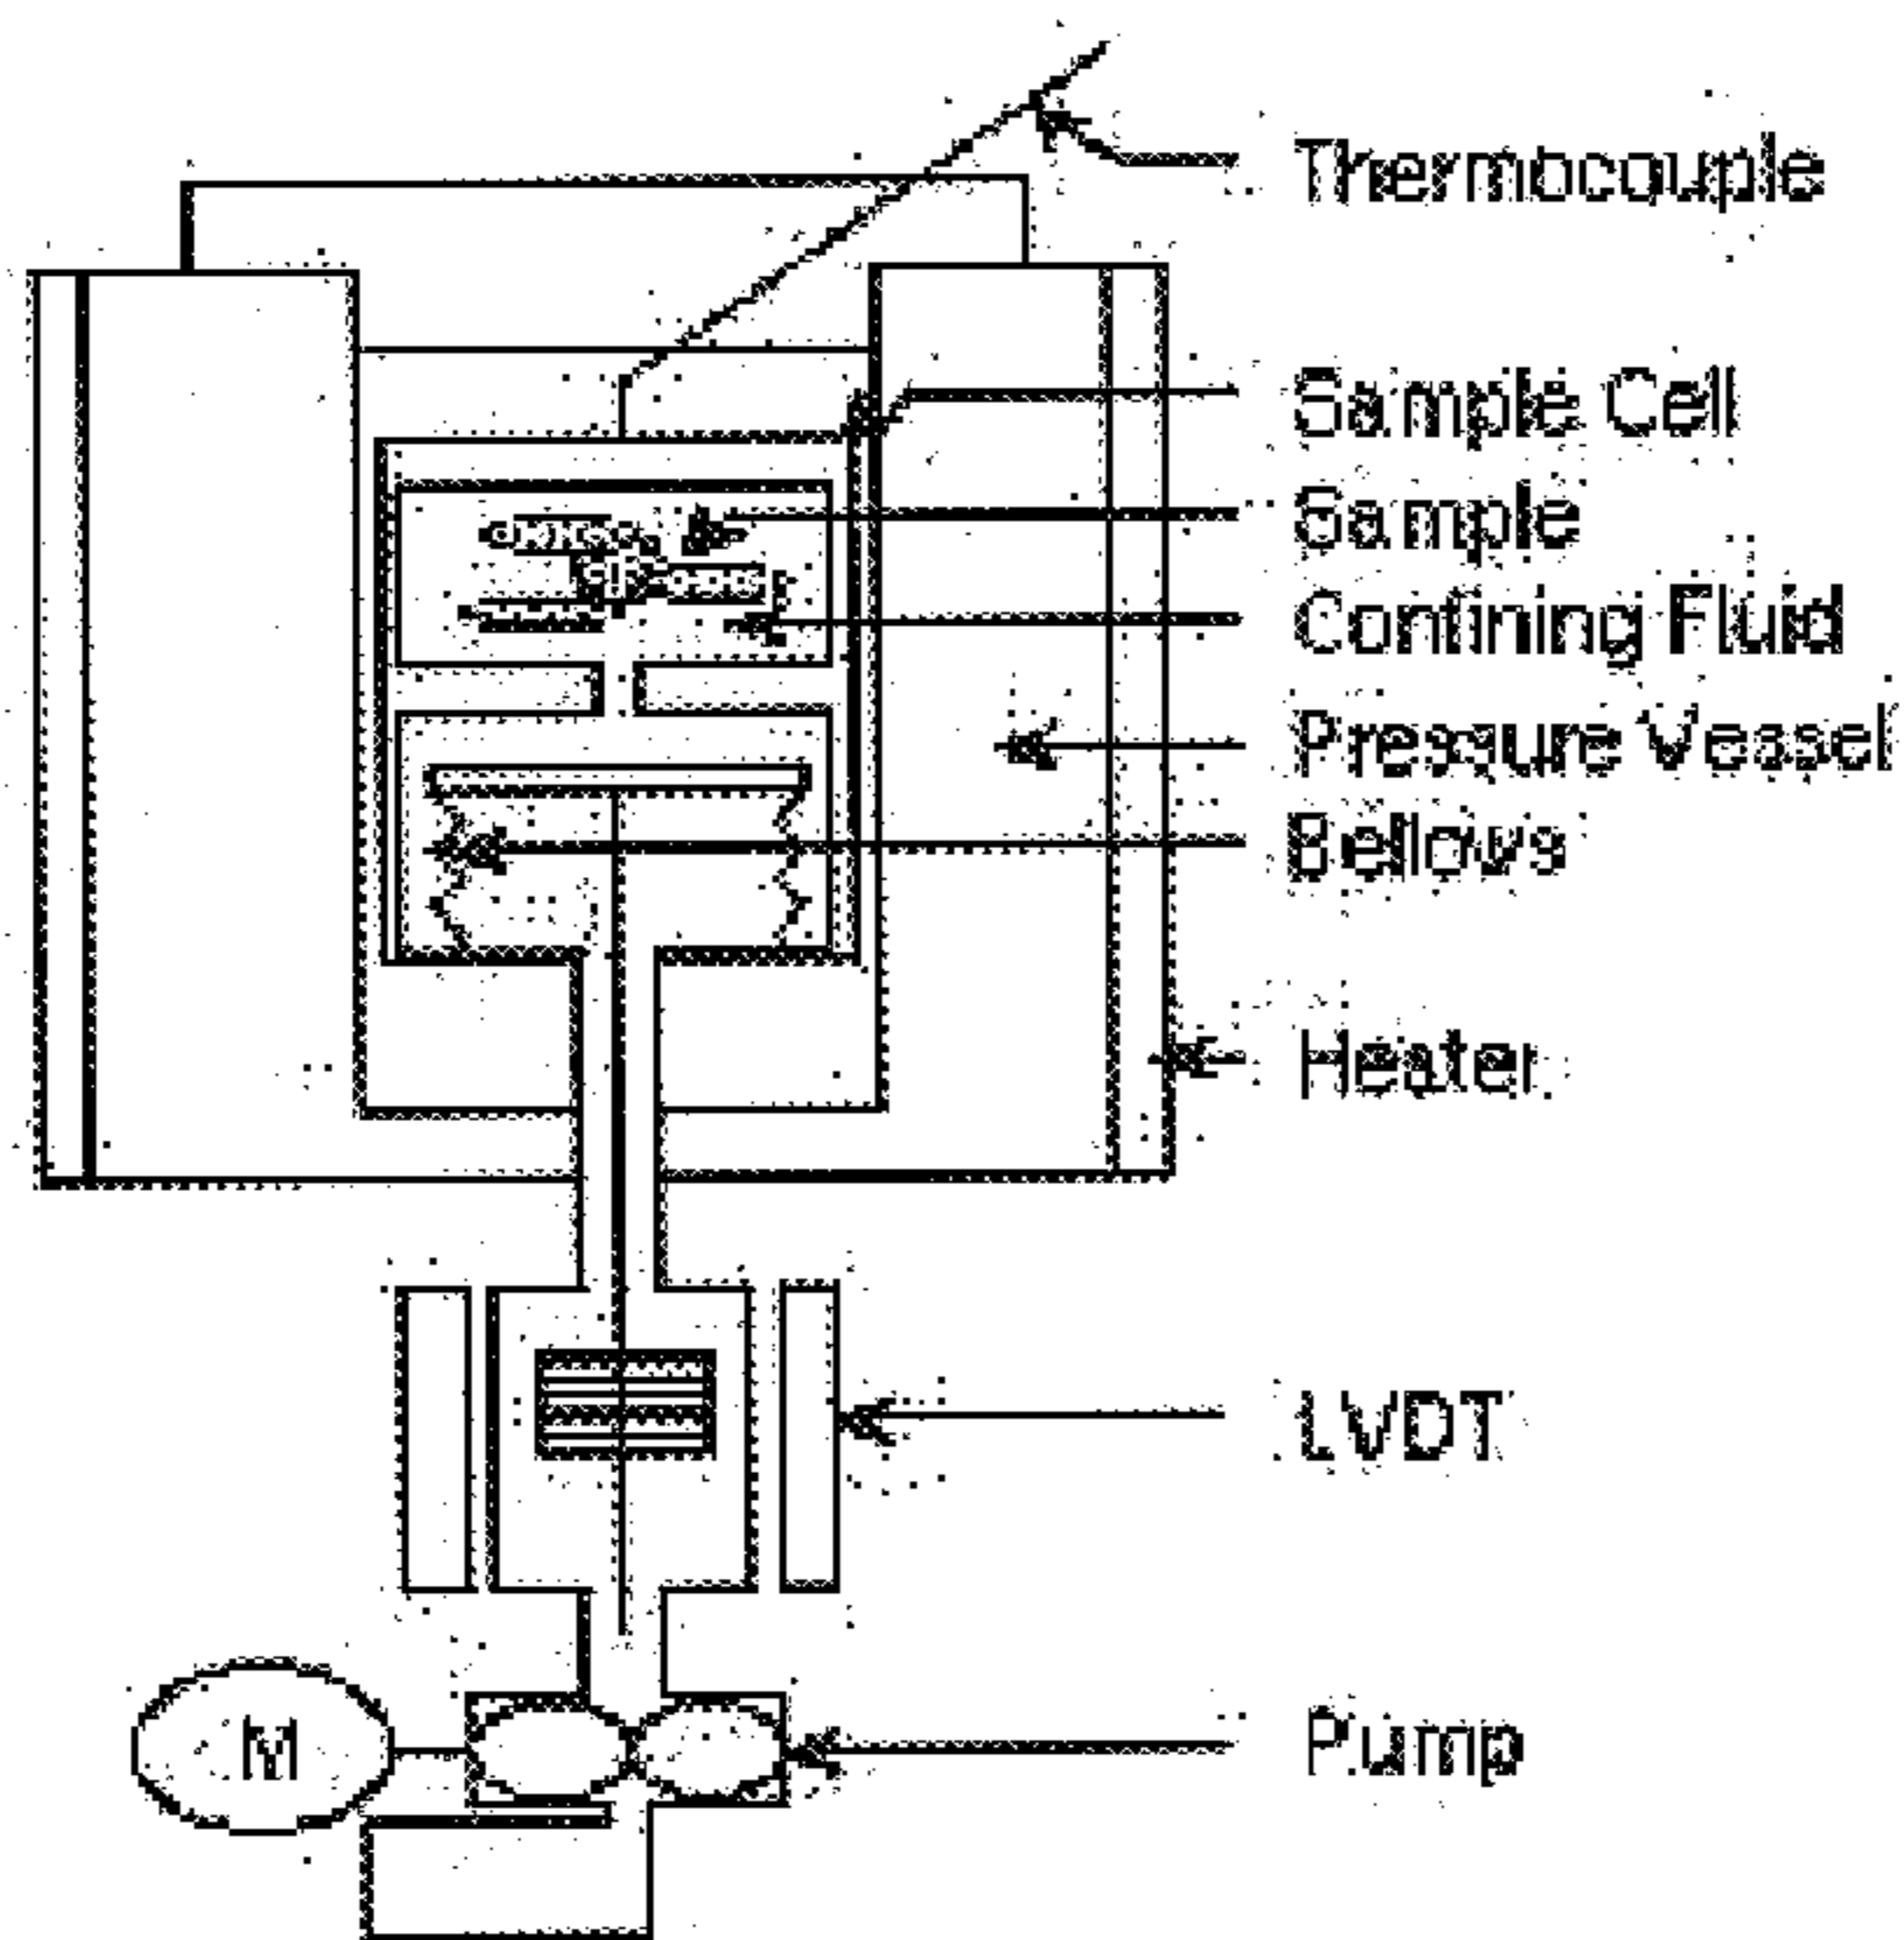 Thermocouple
Sample Cell
Sample
Confining Fluid
Pressure Vessel
Bellows
Heater
LVDT
M
Pump